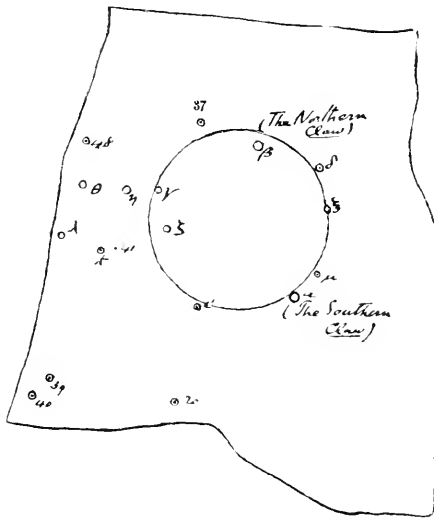 37
(The Northern
Claw)
β
48
δ
θ
η
γ
ξ
ζ
λ
κ
41
μ
α
ι
(The Southern
Claw)
39
40
20